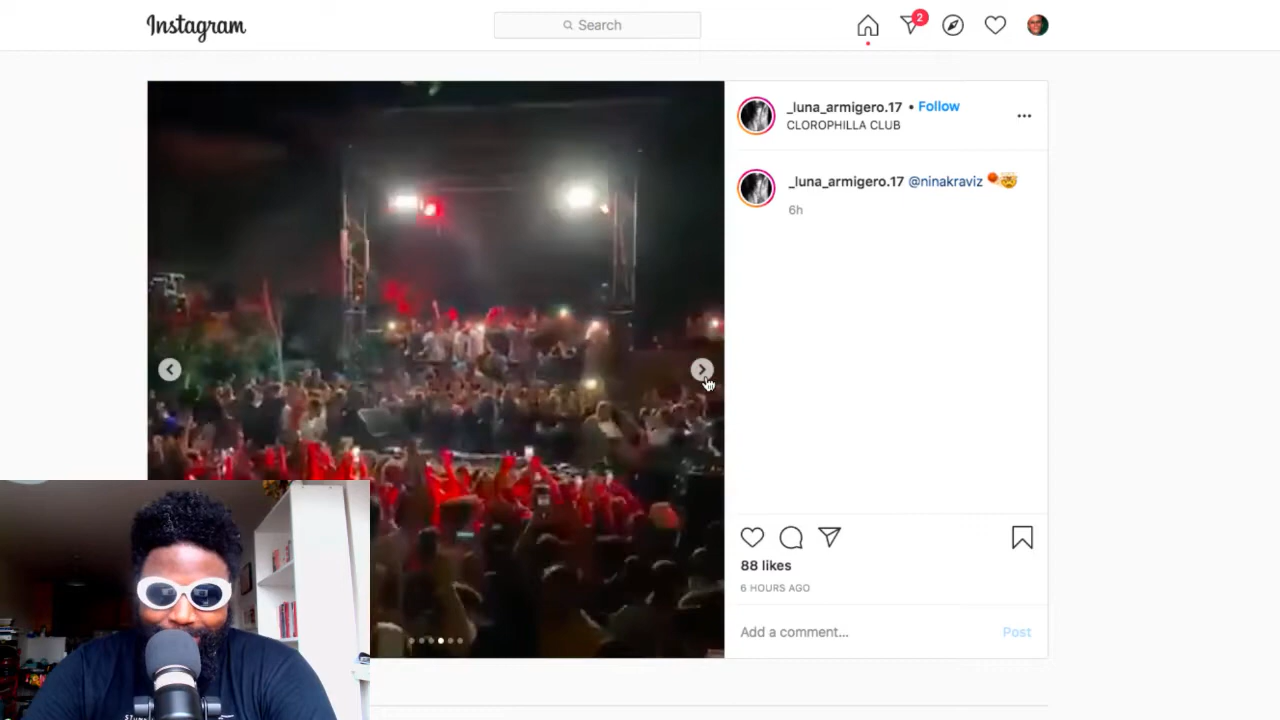 Instagram
Search
2
_luna_armigero.17 • Follow
CLOROPHILLA CLUB
_luna_armigero.17 @ninakraviz
6h
88 likes
6 HOURS AGO
Add a comment... Post